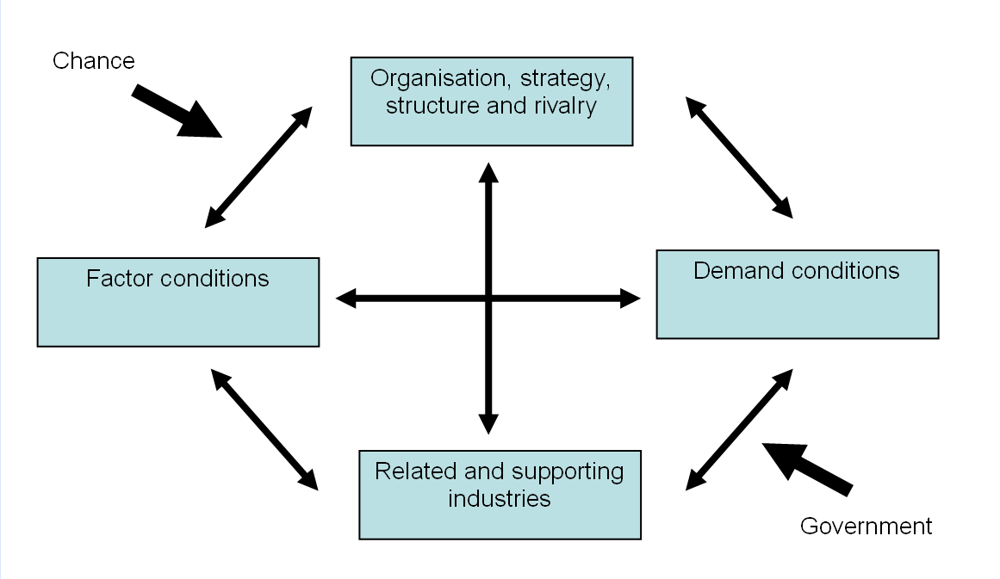 Chance
Organisation, strategy,
structure and rivalry
Factor conditions
Demand conditions
Related and supporting
industries
Government